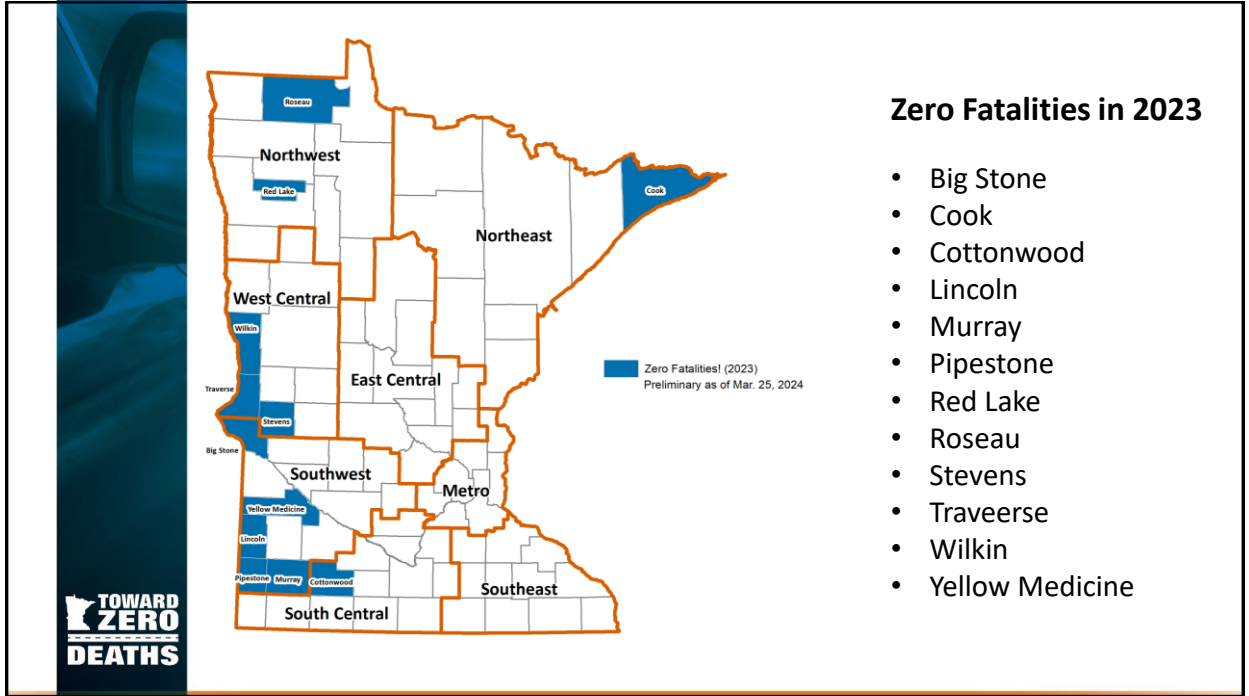 Zero Fatalities in 2023
• Big Stone
• Cook
• Cottonwood
• Lincoln
• Murray
• Pipestone
• Red Lake
• Roseau
• Stevens
• Traveerse
• Wilkin
• Yellow Medicine
Roseau
Northwest
Red Lake
Cook
Northeast
West Central
Wilkin
East Central
Traverse
Stevens
Big Stone
Southwest
Metro
Yellow Medicine
Lincoln
Pipestone
Murray
Cottonwood
Southeast
South Central
Zero Fatalities! (2023)
Preliminary as of Mar. 25, 2024
TOWARD
ZERO
DEATHS